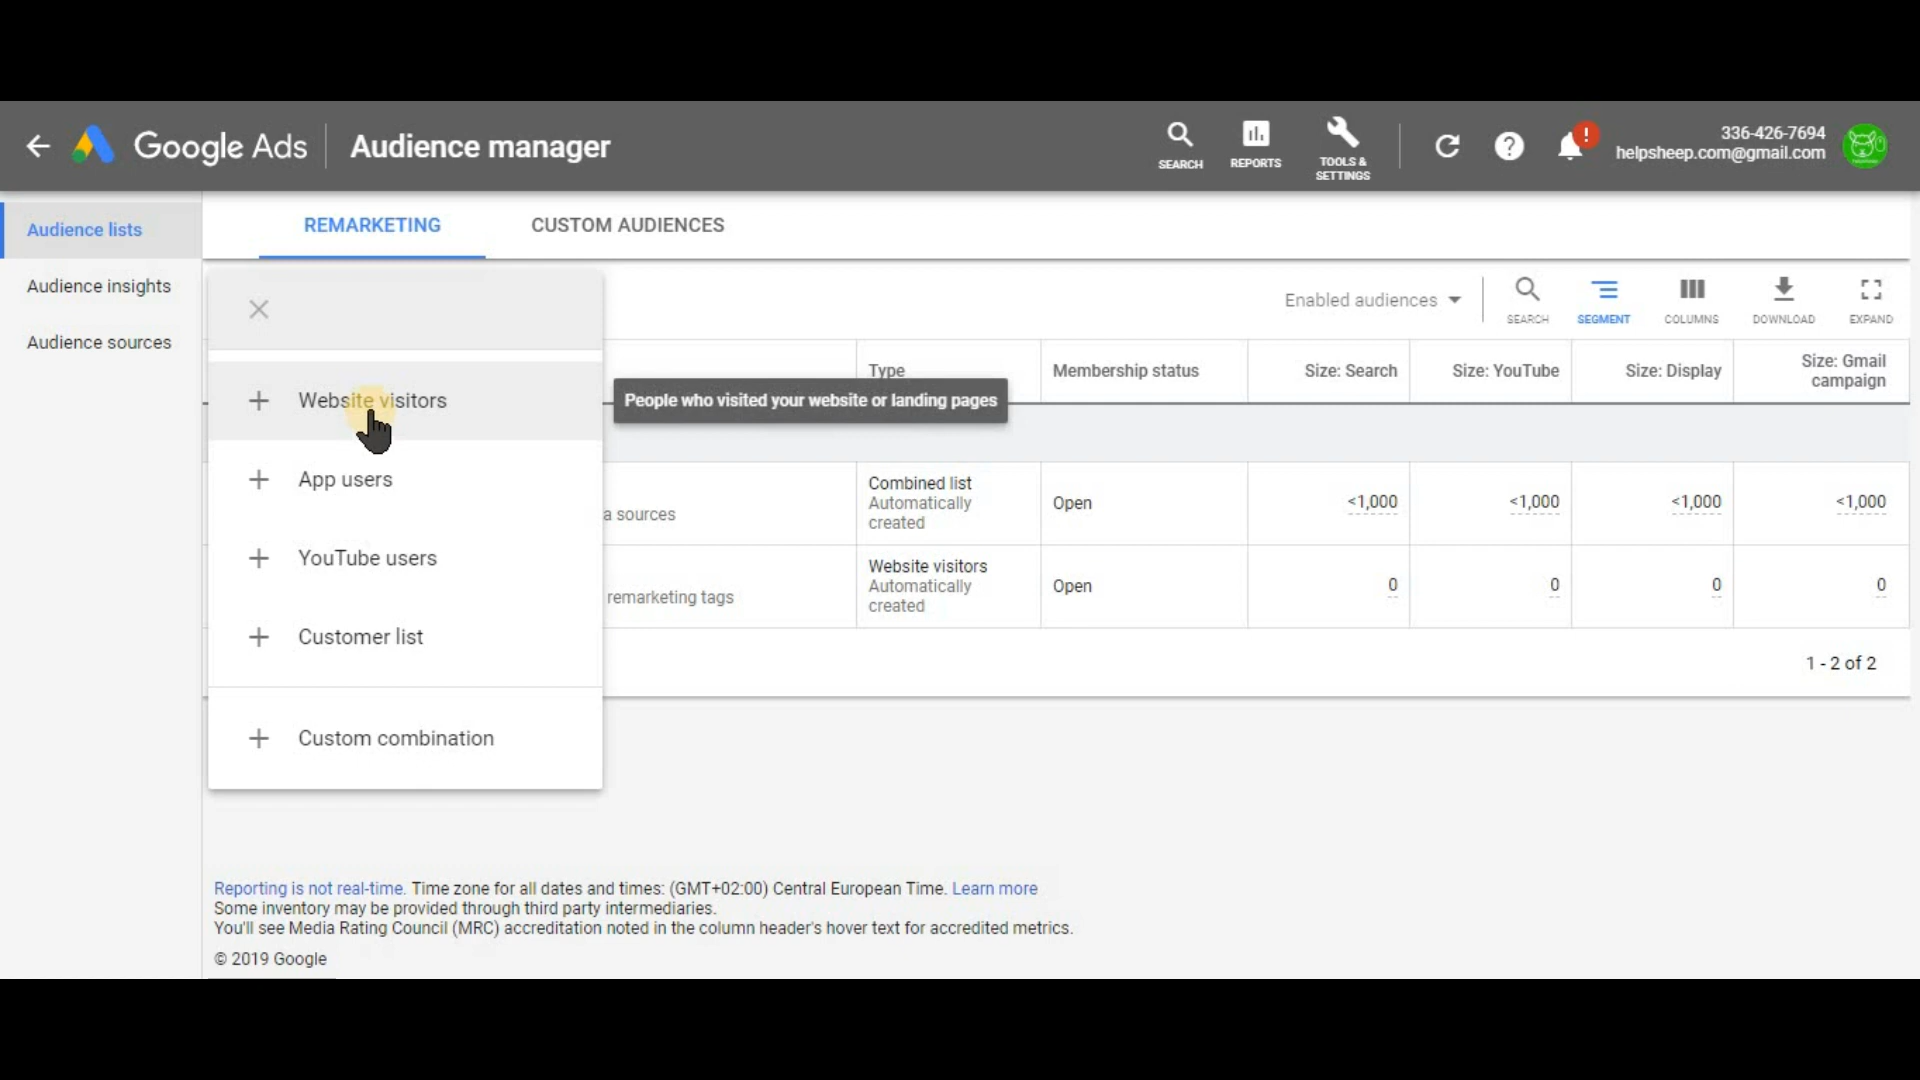 Google Ads
Audience manager
SEARCH
REPORTS
TOOLS &
SETTINGS
!
336-426-7694
helpsheep.com@gmail.com
Audience lists
Audience insights
Audience sources
REMARKETING
CUSTOM AUDIENCES
Enabled audiences
SEARCH
SEGMENT
COLUMNS
DOWNLOAD
EXPAND
Website visitors
App users
YouTube users
Customer list
Custom combination
People who visited your website or landing pages
Type
Membership status
Size: Search
Size: YouTube
Size: Display
Size: Gmail
campaign
a sources
Combined list
Automatically
created
Open
<1,000
<1,000
<1,000
<1,000
remarketing tags
Website visitors
Automatically
created
Open
0
0
0
0
1 - 2 of 2
Reporting is not real-time. Time zone for all dates and times: (GMT+02:00) Central European Time. Learn more
Some inventory may be provided through third party intermediaries.
You'll see Media Rating Council (MRC) accreditation noted in the column header's hover text for accredited metrics.
© 2019 Google